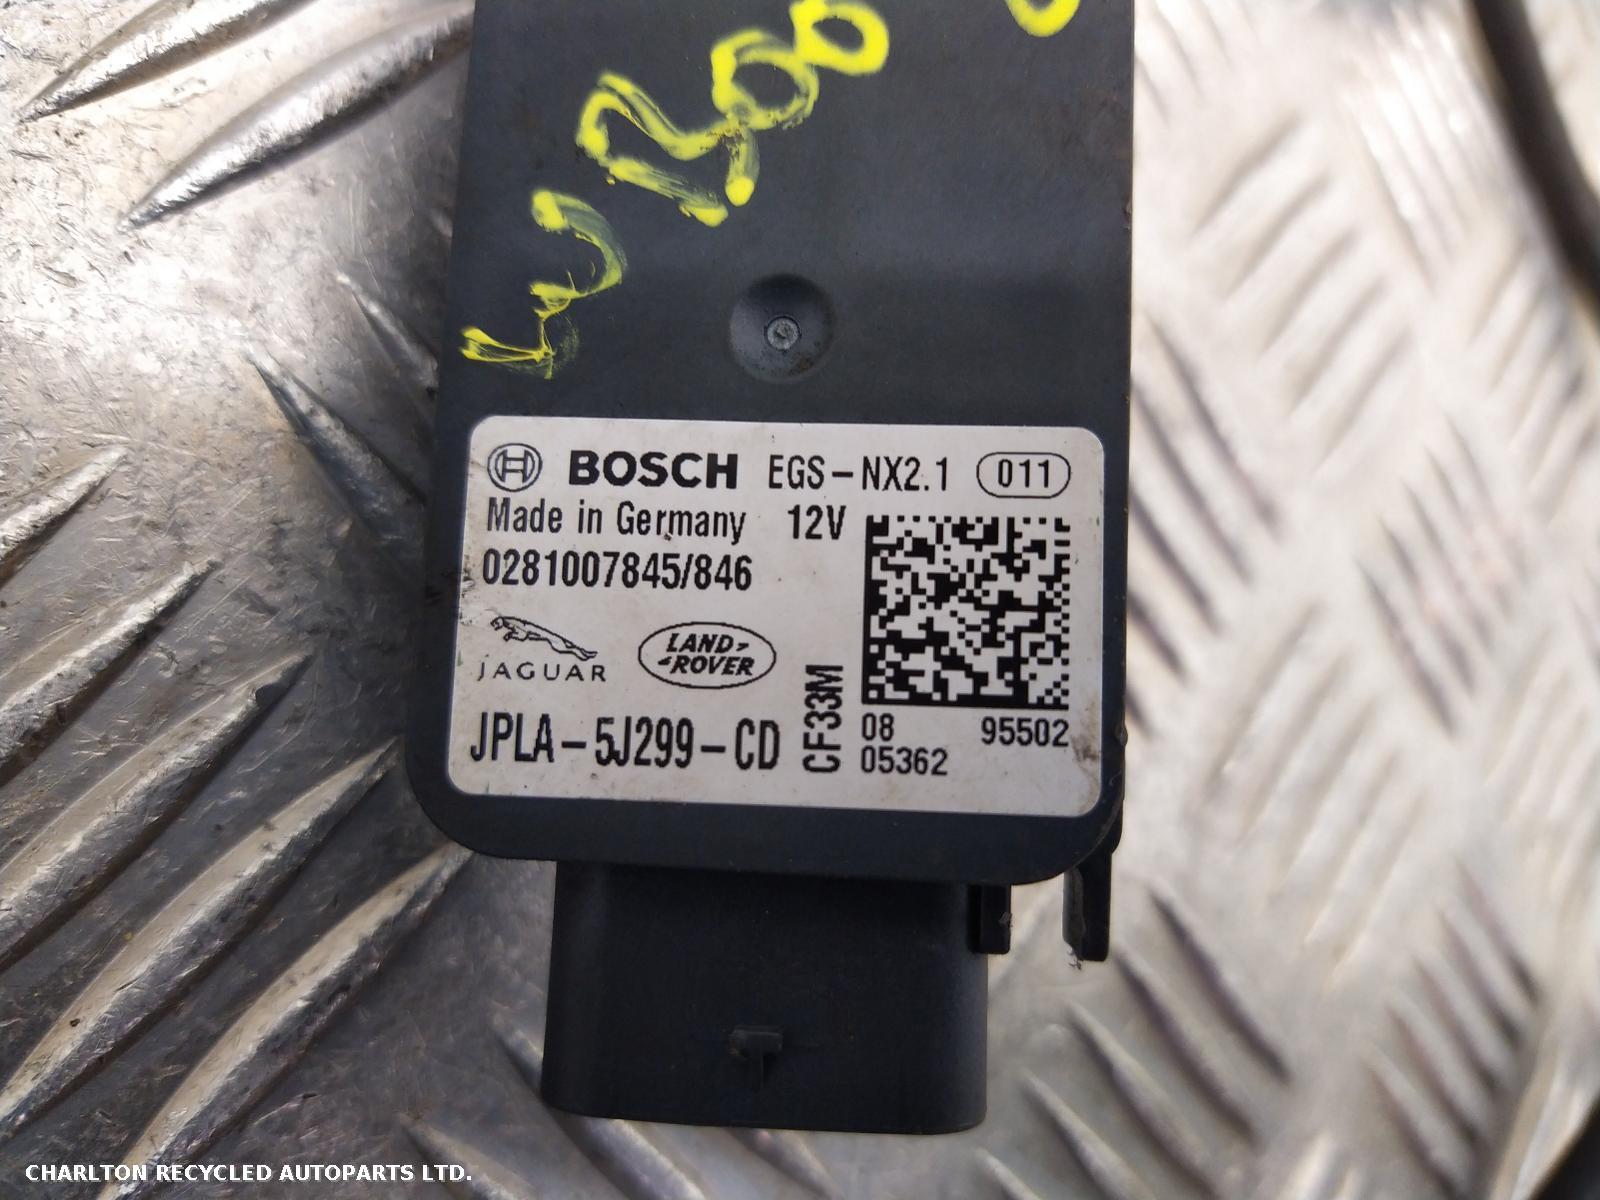 BOSCH EGS-NX2.1 011
Made in Germany 12V
0281007845/846
JAGUAR LAND ROVER
JPLA-5J299-CD
CF33M
08 95502
05362
CHARLTON RECYCLED AUTOPARTS LTD.